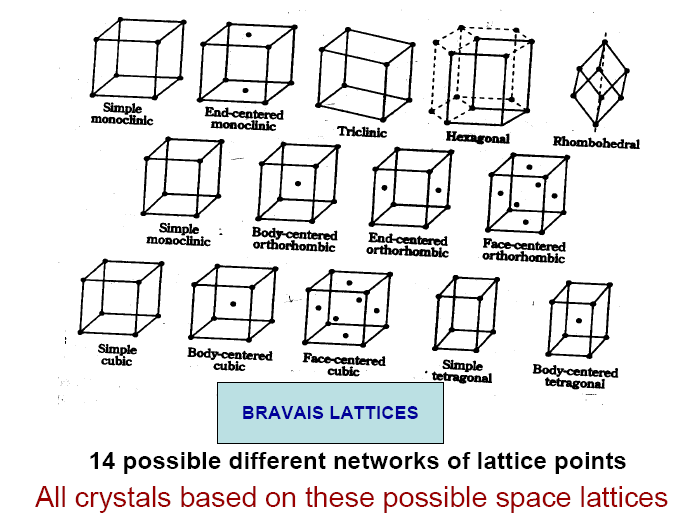 Simple
monoclinic
End-centered
monoclinic
Triclinic
Hexagonal
Rhombohedral
Simple
monoclinic
Body-centered
orthorhombic
End-centered
orthorhombic
Face-centered
orthorhombic
Simple
cubic
Body-centered
cubic
Face-centered
cubic
Simple
tetragonal
Body-centered
tetragonal
BRAVAIS LATTICES
14 possible different networks of lattice points
All crystals based on these possible space lattices